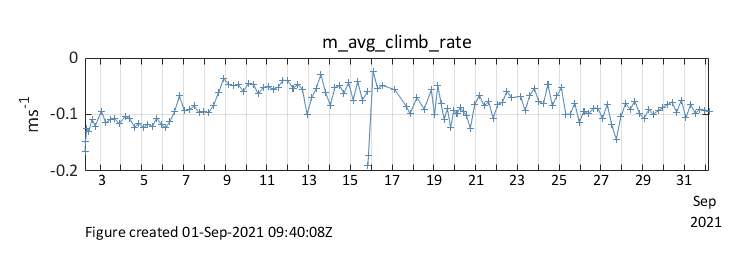 m_avg_climb_rate
0
-0.1
-0.2
ms-1
3 5 7 9 11 13 15 17 19 21 23 25 27 29 31
Sep
2021
Figure created 01-Sep-2021 09:40:08Z